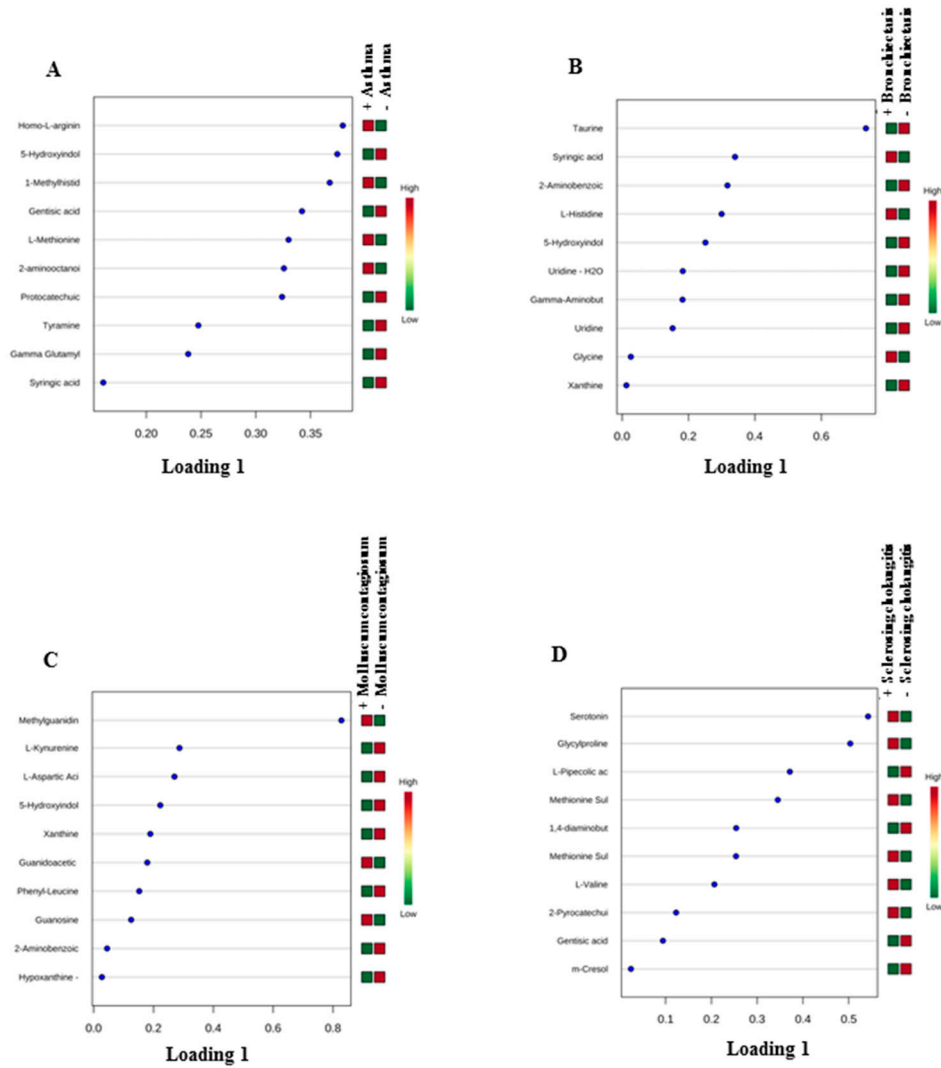 A
+ Asthma
- Asthma
Homo-L-arginin
5-Hydroxyindol
1-Methylhistid
Gentisic acid
L-Methionine
2-aminooctanoi
Protocatechuic
Tyramine
Gamma Glutamyl
Syringic acid
High
Low
0.20 0.25 0.30 0.35
Loading 1
B
+ Bronchiectasis
- Bronchiectasis
Taurine
Syringic acid
2-Aminobenzoic
L-Histidine
5-Hydroxyindol
Uridine - H2O
Gamma-Aminobut
Uridine
Glycine
Xanthine
High
Low
0.0 0.2 0.4 0.6
Loading 1
C
+ Molluscum contagiosum
- Molluscum contagiosum
Methylguanidin
L-Kynurenine
L-Aspartic Aci
5-Hydroxyindol
Xanthine
Guanidoacetic
Phenyl-Leucine
Guanosine
2-Aminobenzoic
Hypoxanthine -
High
Low
0.0 0.2 0.4 0.6 0.8
Loading 1
D
+ Sclerosing cholangitis
- Sclerosing cholangitis
Serotonin
Glycylproline
L-Pipecolic ac
Methionine Sul
1,4-diaminobut
Methionine Sul
L-Valine
2-Pyrocatechui
Gentisic acid
m-Cresol
High
Low
0.1 0.2 0.3 0.4 0.5
Loading 1